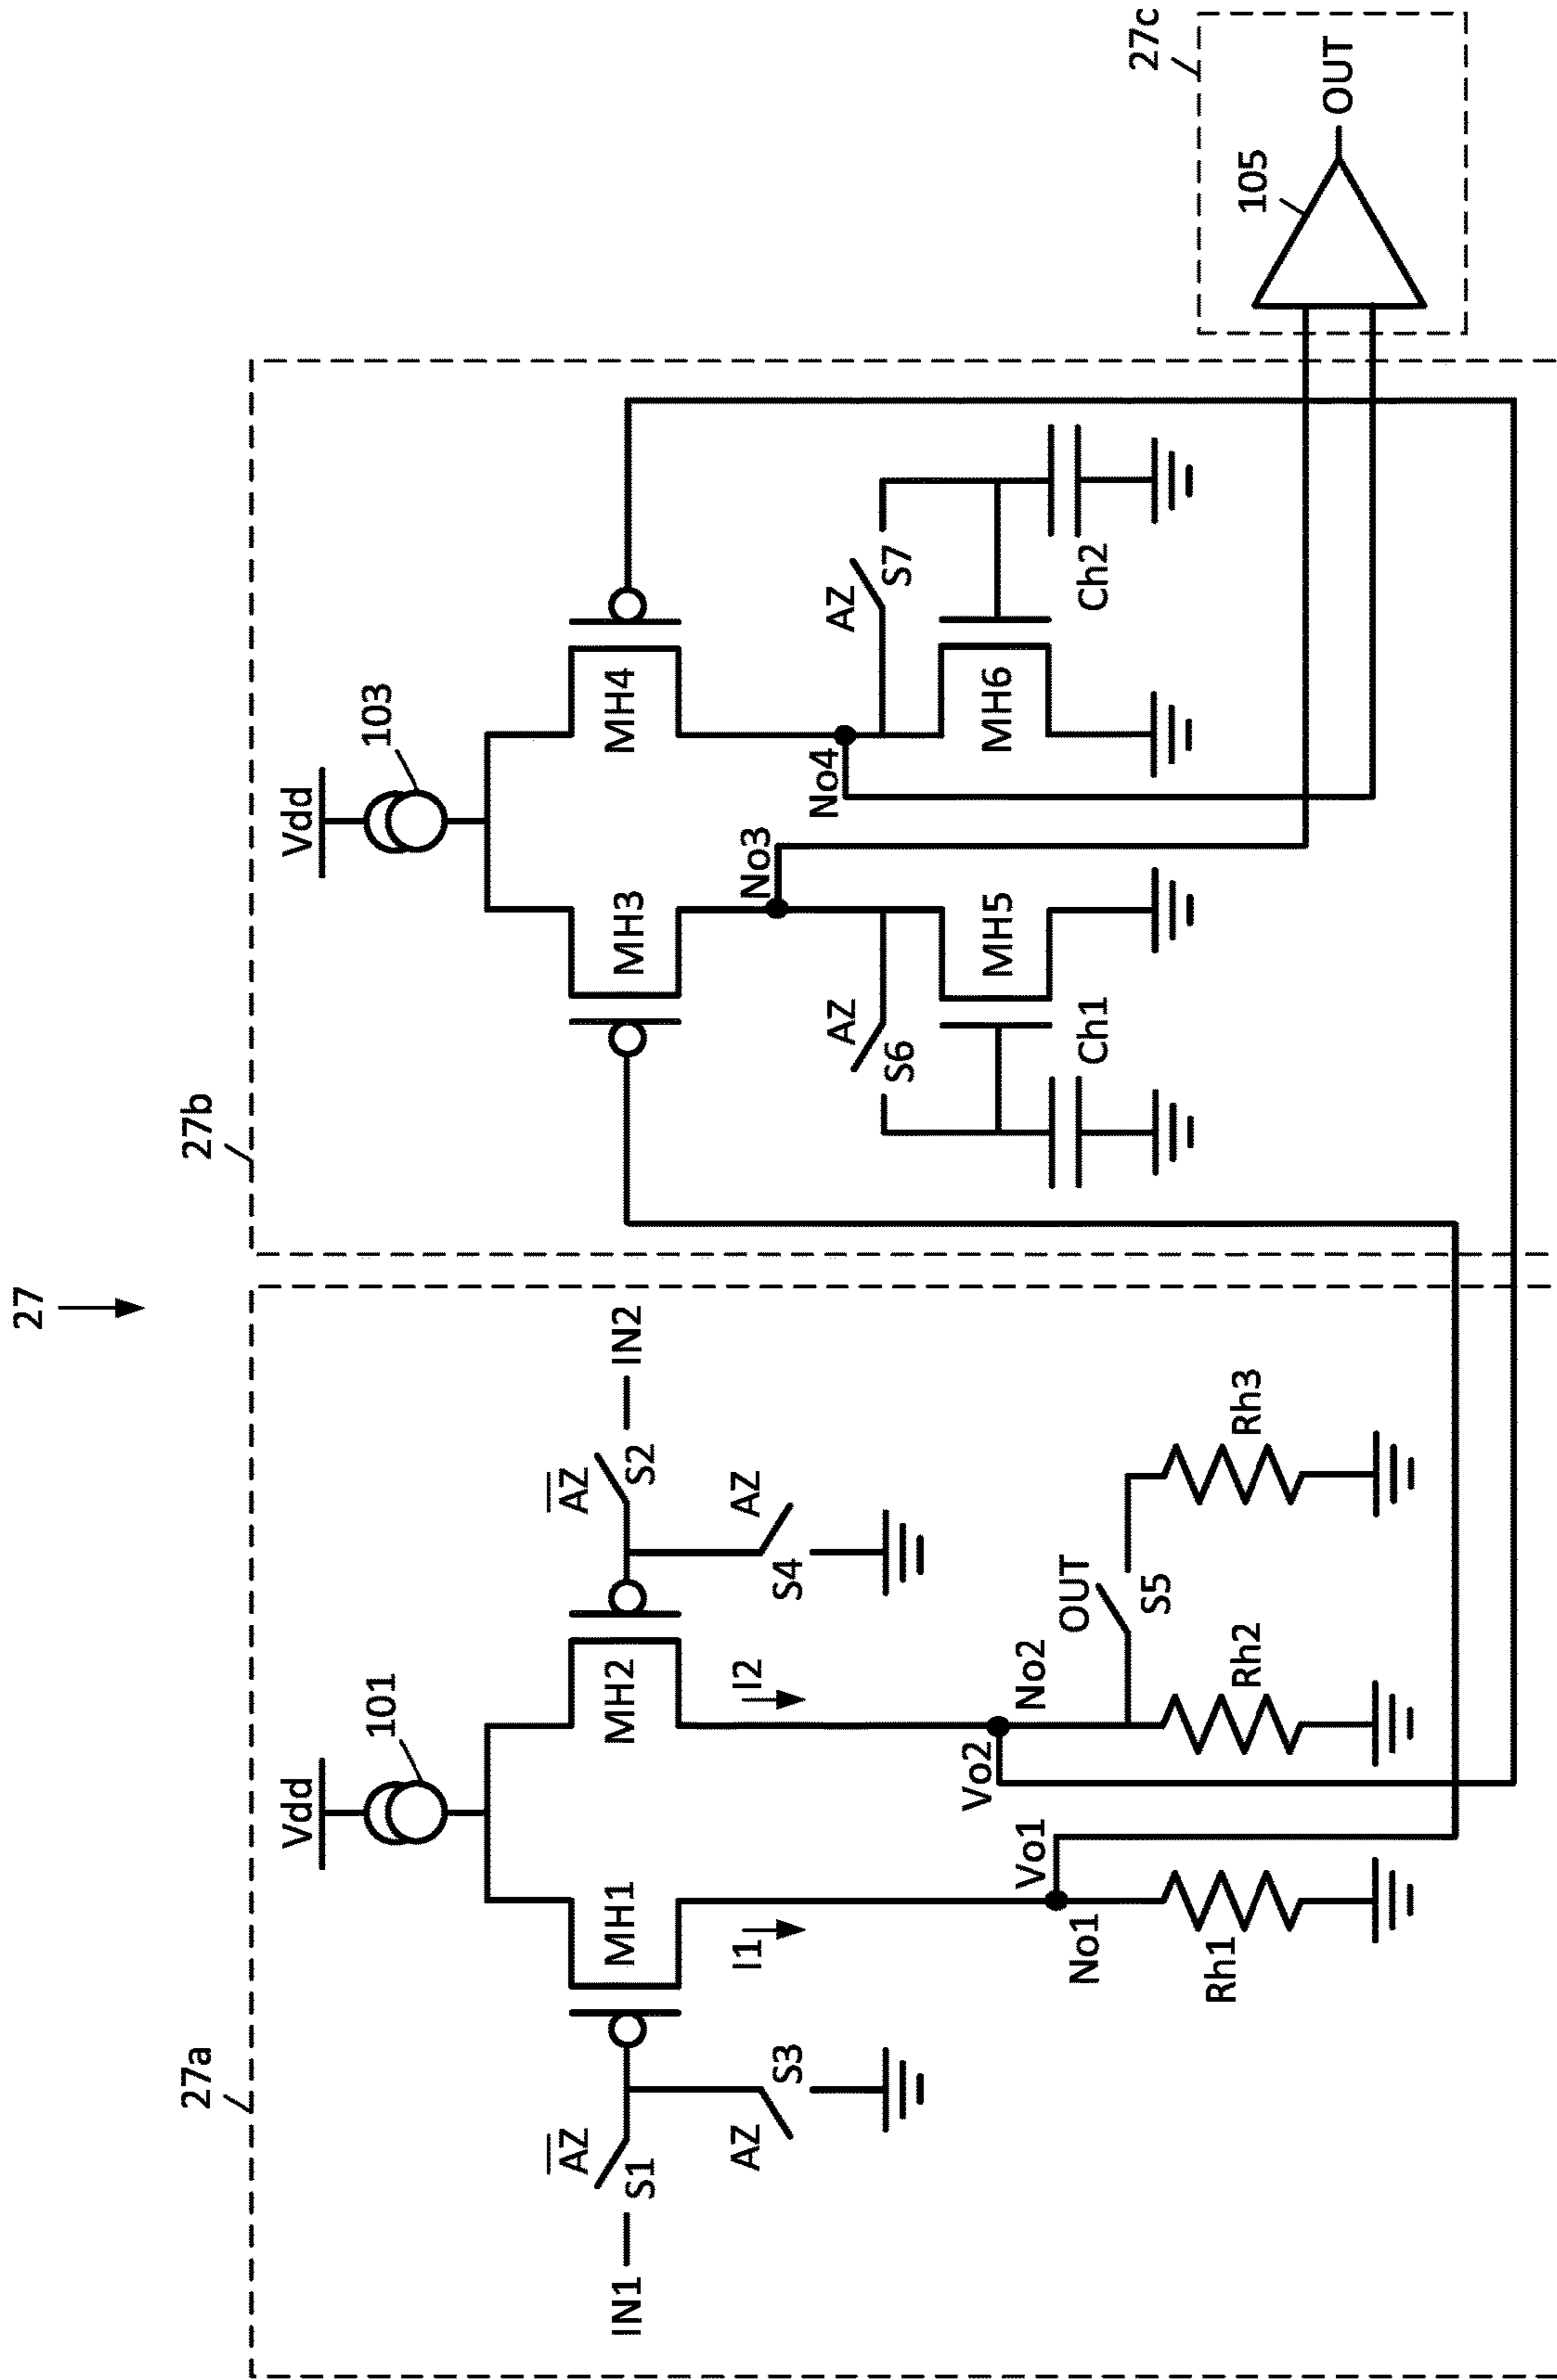 27
27a
27b
27c
Vdd
101
Vdd
103
IN1
A̅Z̅
S1
AZ
S3
MH1
MH2
A̅Z̅
S2
IN2
AZ
S4
I1
I2
No1
Vo1
Vo2
No2
OUT
S5
Rh1
Rh2
Rh3
MH3
MH4
No3
No4
AZ
S6
AZ
S7
MH5
MH6
Ch1
Ch2
105
OUT